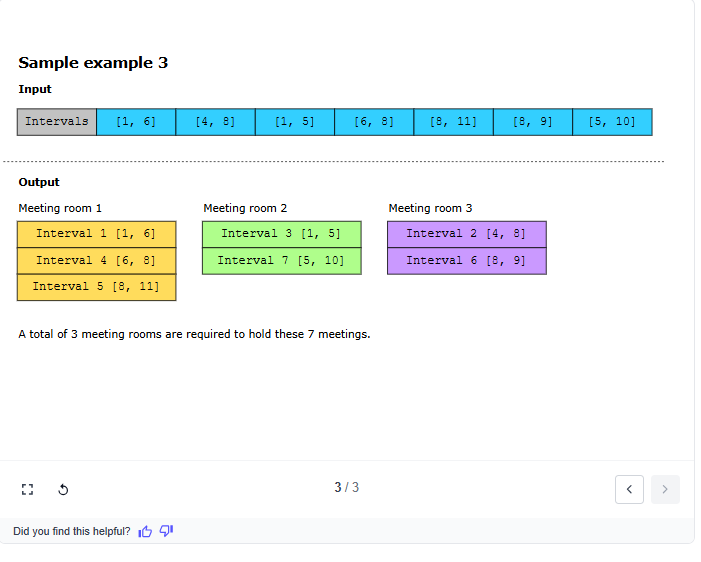 Sample example 3
Input
Intervals [1, 6] [4, 8] [1, 5] [6, 8] [8, 11] [8, 9] [5, 10]
Output
Meeting room 1 Meeting room 2 Meeting room 3
Interval 1 [1, 6] Interval 3 [1, 5] Interval 2 [4, 8]
Interval 4 [6, 8] Interval 7 [5, 10] Interval 6 [8, 9]
Interval 5 [8, 11]
A total of 3 meeting rooms are required to hold these 7 meetings.
3 / 3
Did you find this helpful?